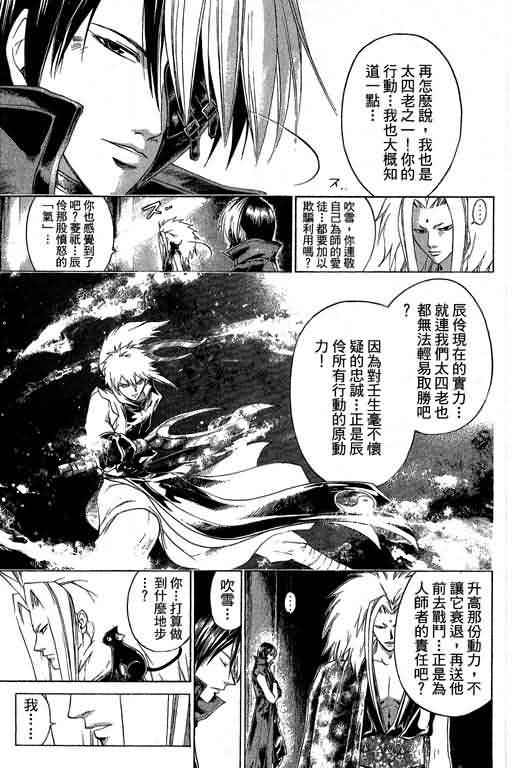 再怎麼說，我也是
太四老之一！你的
行動…我也大概知
道一點…
……
吹雪，你連敬
自己為師的愛
徒…都要加以
欺騙利用嗎？
你也感覺到了
吧？菱祇…辰
伶那股憤怒的
「氣」…
辰伶現在的實力…
就連我們太四老也
都無法輕易取勝吧
？
因為對壬生毫不懷
疑的忠誠…正是辰
伶所有行動的原動
力！
升高那份動力，不
讓它衰退，再送他
前去戰鬥…正是為
人師者的責任吧？
……
吹雪…
你…打算做
到什麼地步
…？
我……